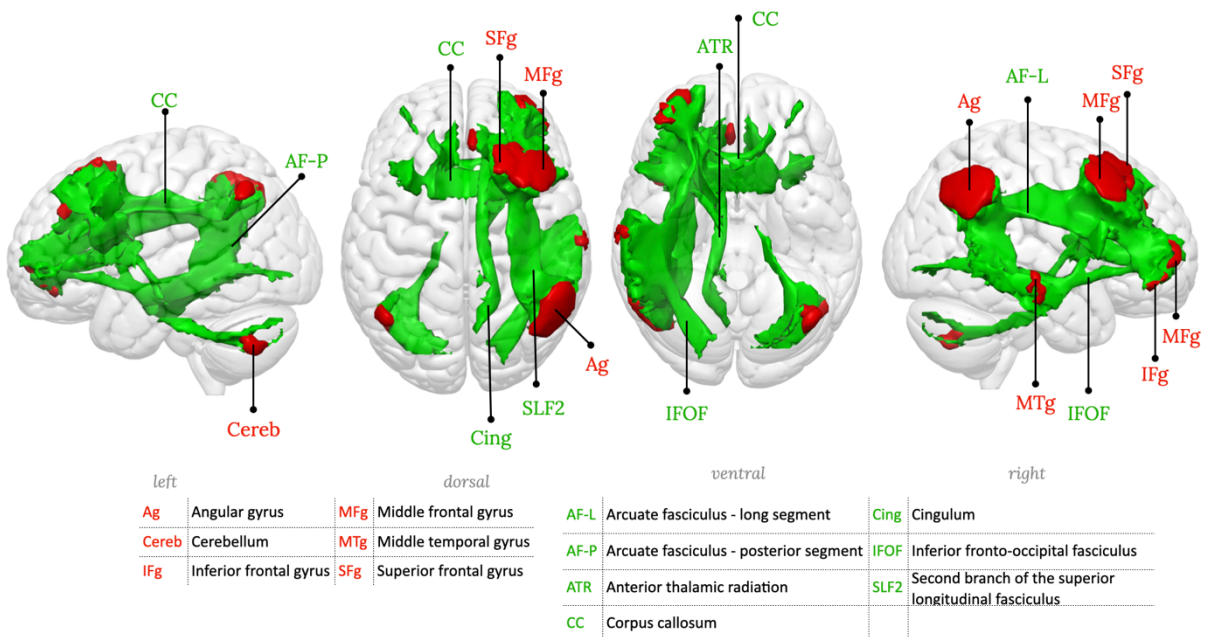 CC
AF-P
Cereb
CC
SFg
MFg
Ag
SLF2
Cing
ATR
CC
IFOF
Ag
AF-L
MFg
SFg
MFg
IFg
MTg
IFOF
left
dorsal
ventral
right
Ag Angular gyrus MFg Middle frontal gyrus
Cereb Cerebellum MTg Middle temporal gyrus
IFg Inferior frontal gyrus SFg Superior frontal gyrus
AF-L Arcuate fasciculus - long segment Cing Cingulum
AF-P Arcuate fasciculus - posterior segment IFOF Inferior fronto-occipital fasciculus
ATR Anterior thalamic radiation SLF2 Second branch of the superior
longitudinal fasciculus
CC Corpus callosum